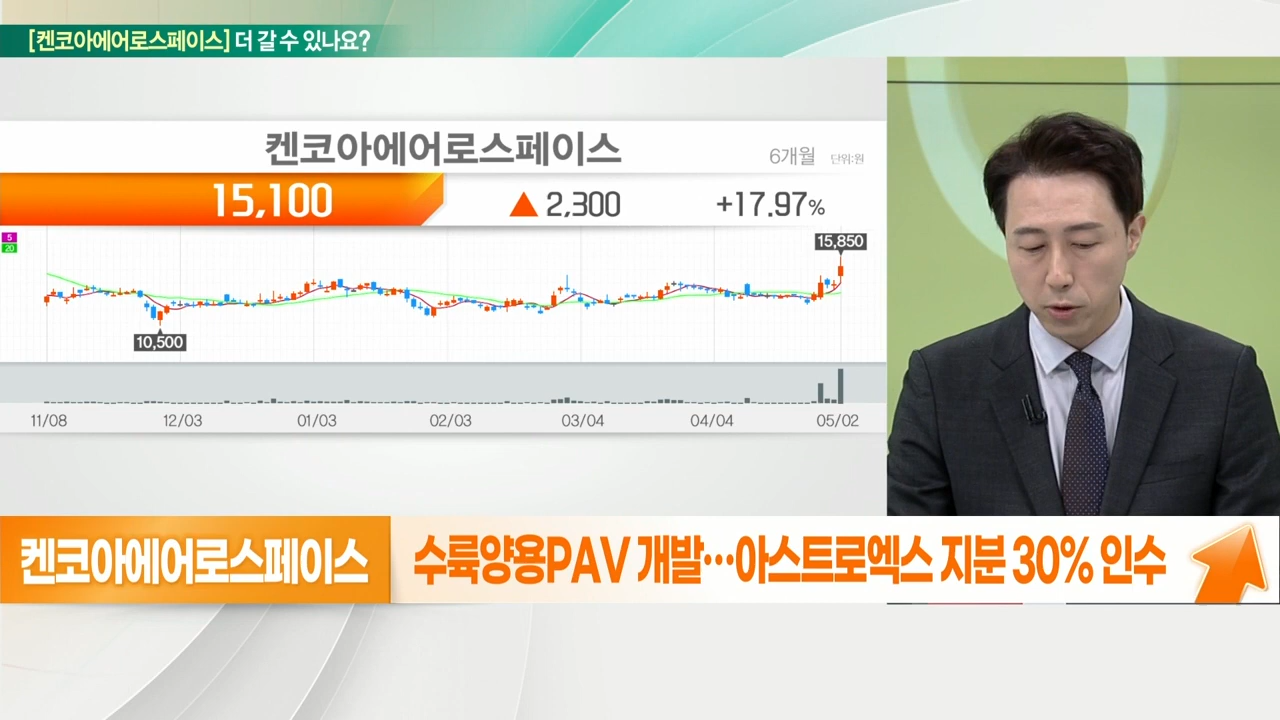 [켄코아에어로스페이스] 더 갈 수 있나요?
켄코아에어로스페이스
6개월 단위:원
15,100 ▲ 2,300 +17.97%
5
20
15,850
10,500
11/08 12/03 01/03 02/03 03/04 04/04 05/02
켄코아에어로스페이스 수륙양용PAV 개발…아스트로엑스 지분 30% 인수